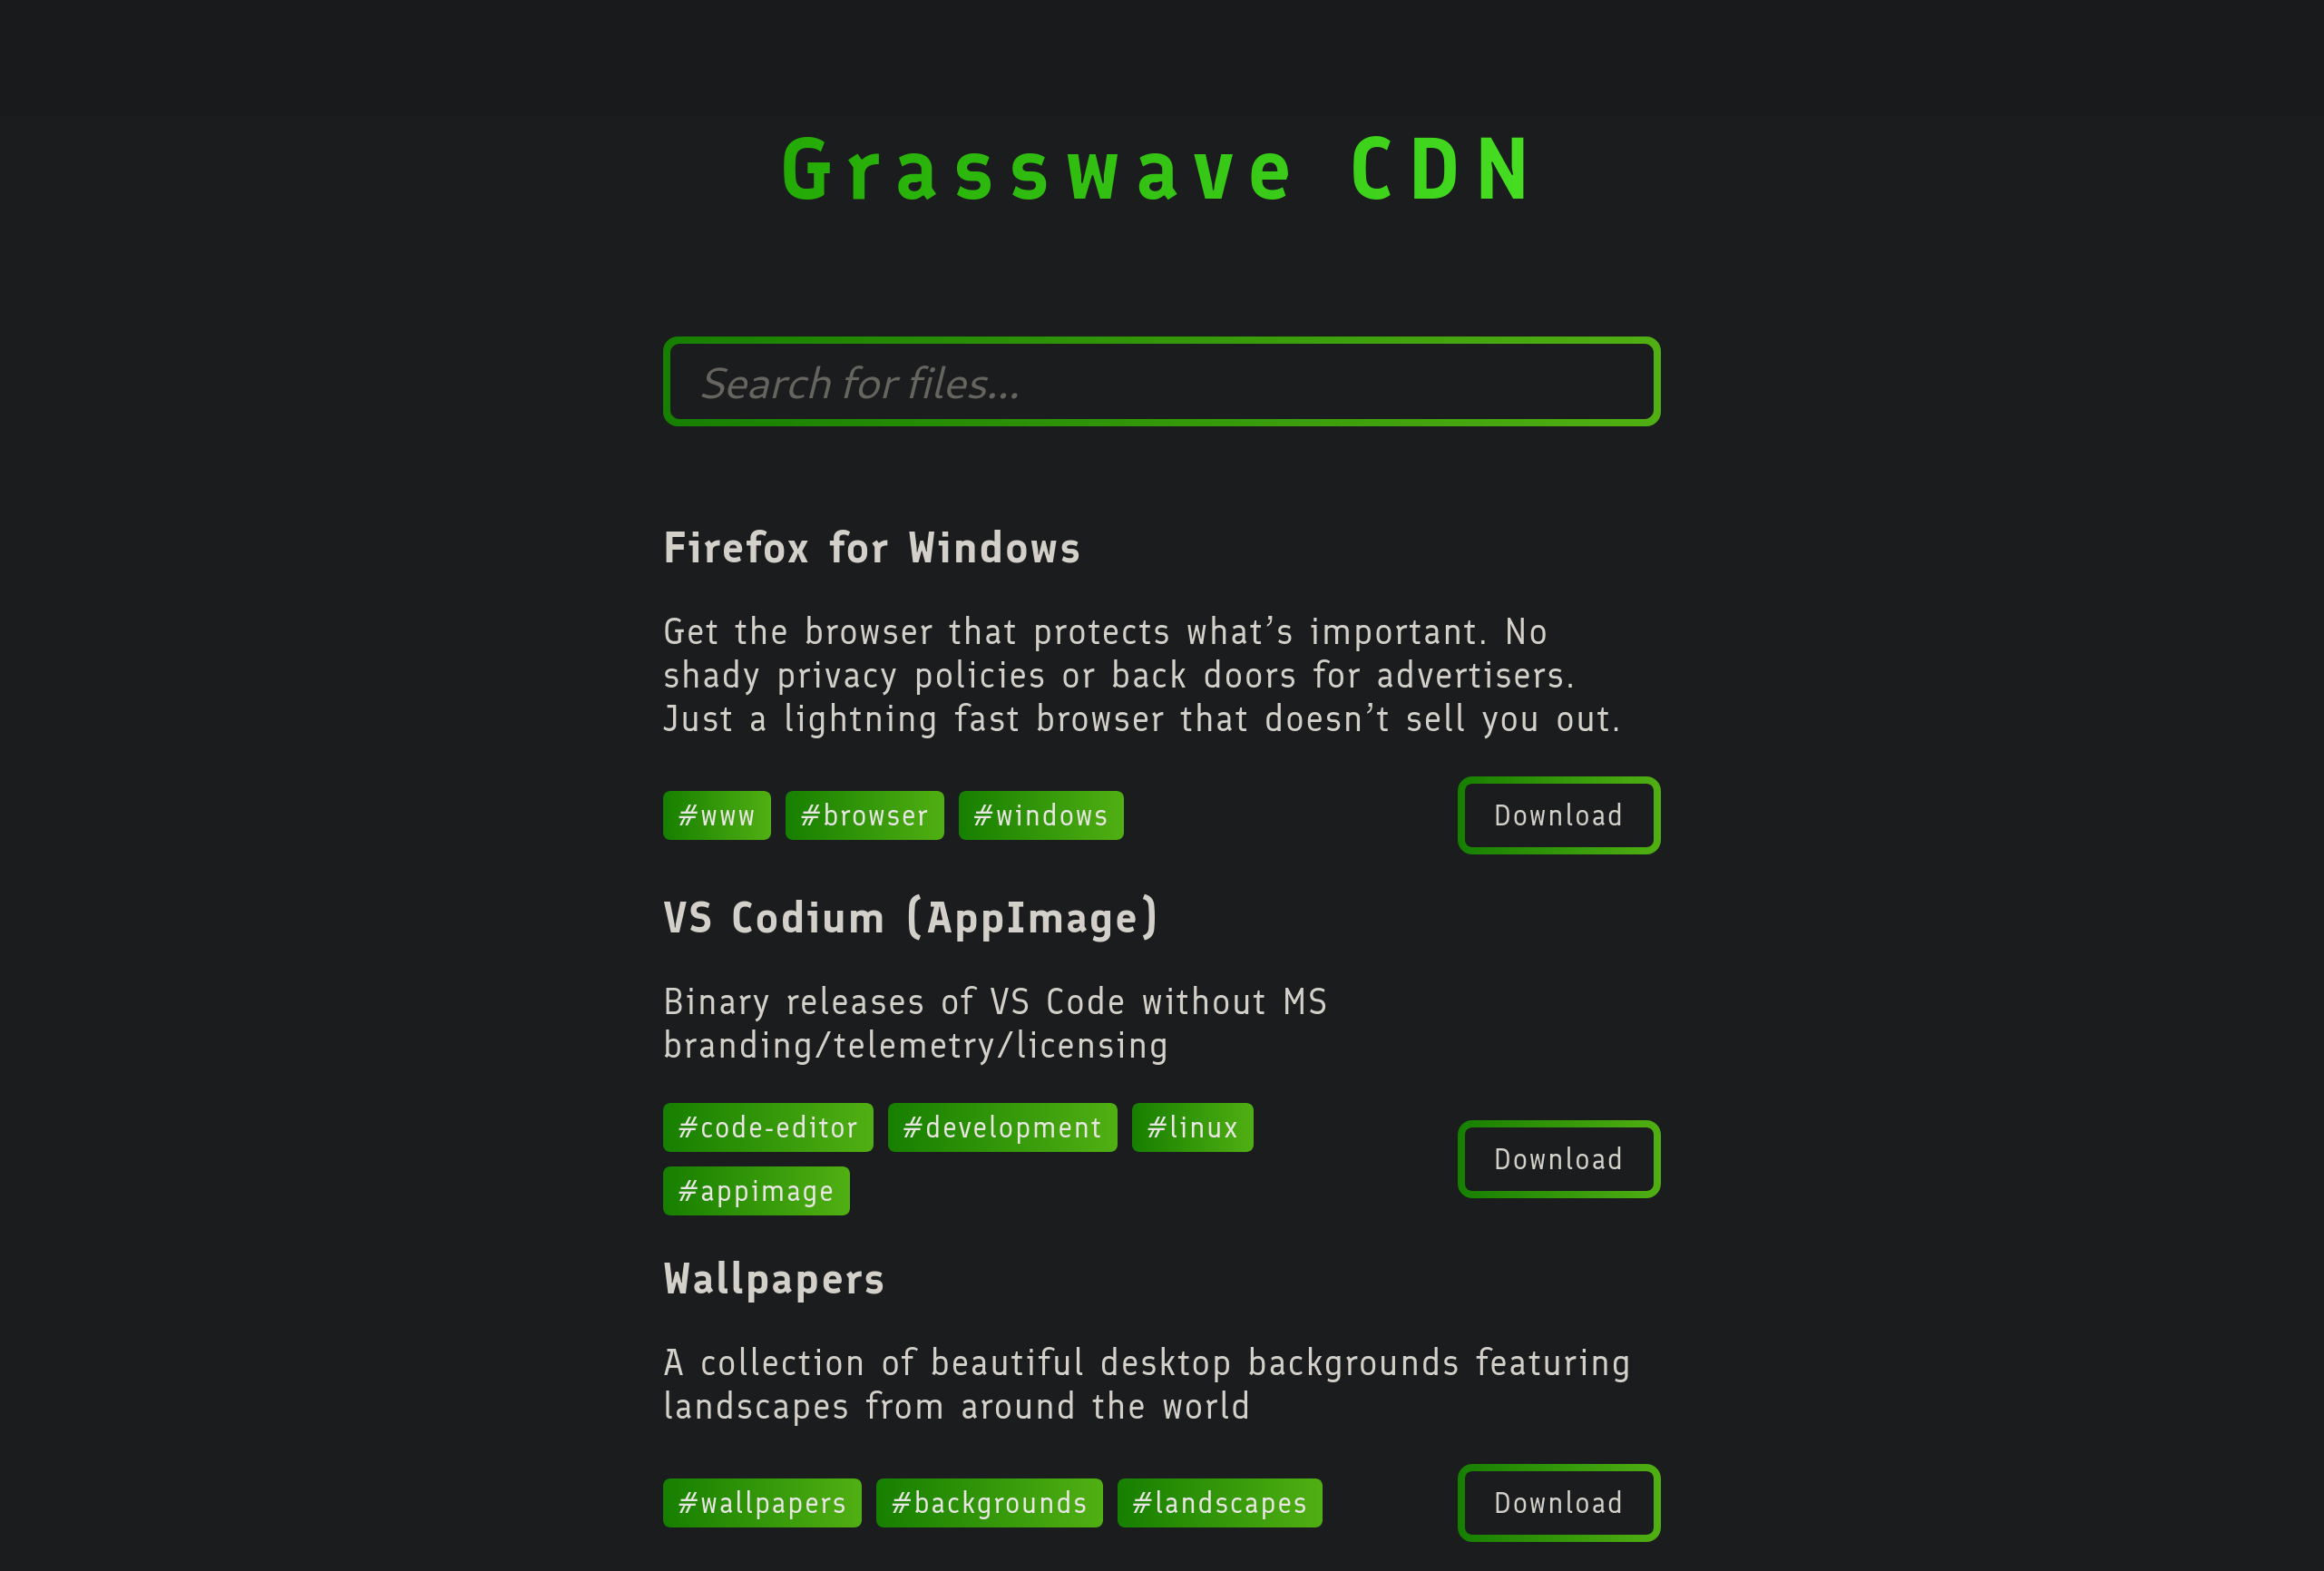 Grasswave CDN
Search for files...
Firefox for Windows
Get the browser that protects what’s important. No
shady privacy policies or back doors for advertisers.
Just a lightning fast browser that doesn’t sell you out.
#www #browser #windows Download
VS Codium (AppImage)
Binary releases of VS Code without MS
branding/telemetry/licensing
#code-editor #development #linux
#appimage
Download
Wallpapers
A collection of beautiful desktop backgrounds featuring
landscapes from around the world
#wallpapers #backgrounds #landscapes Download